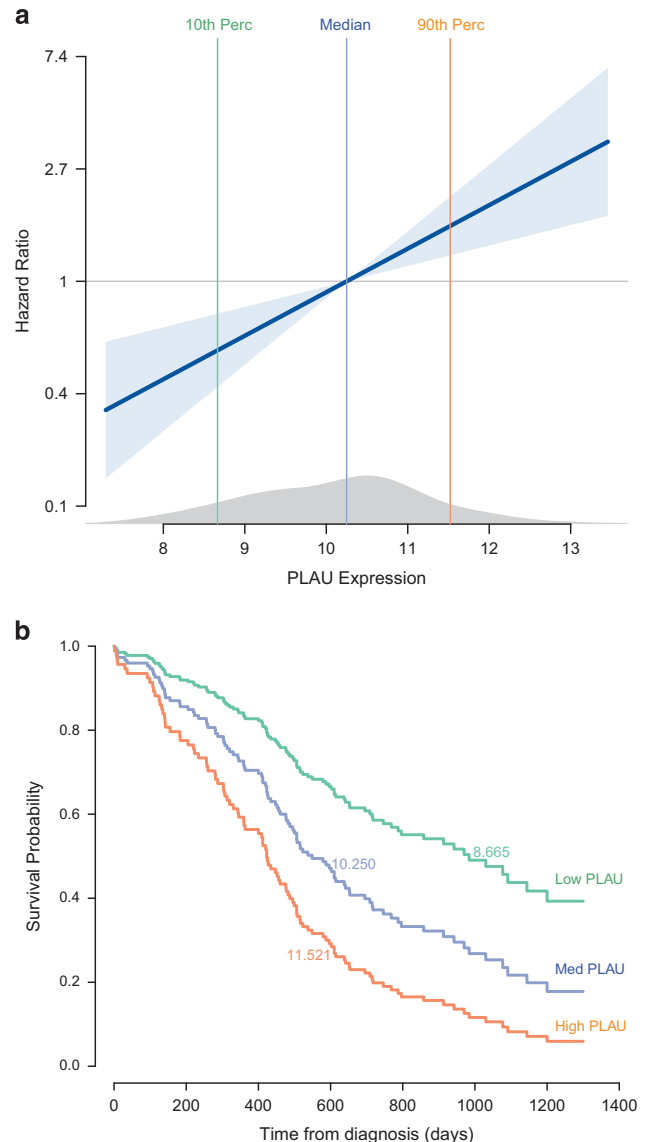 a
10th Perc Median 90th Perc
7.4
2.7
1
0.4
0.1
Hazard Ratio
8 9 10 11 12 13
PLAU Expression
b
1.0
0.8
0.6
0.4
0.2
0.0
Survival Probability
8.665
10.250
11.521
Low PLAU
Med PLAU
High PLAU
0 200 400 600 800 1000 1200 1400
Time from diagnosis (days)